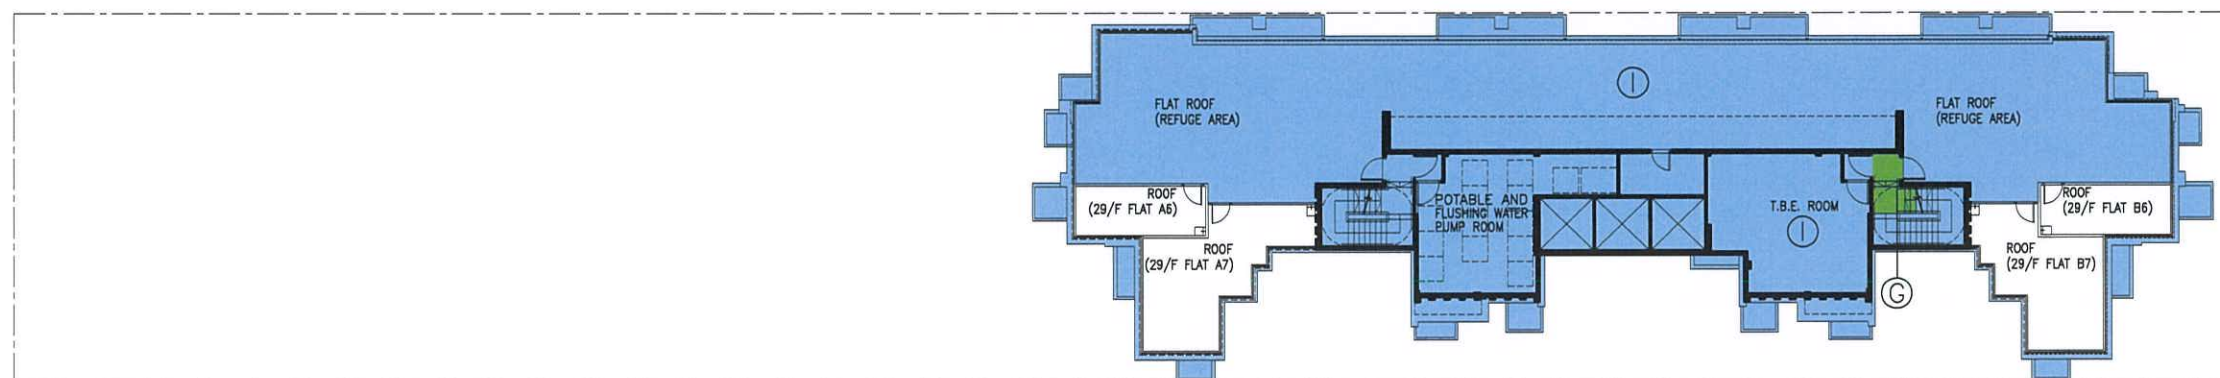 I
FLAT ROOF
(REFUGE AREA)
FLAT ROOF
(REFUGE AREA)
ROOF
(29/F FLAT A6)
POTABLE AND
FLUSHING WATER
PUMP ROOM
T.B.E. ROOM
I
ROOF
(29/F FLAT B6)
ROOF
(29/F FLAT A7)
ROOF
(29/F FLAT B7)
G